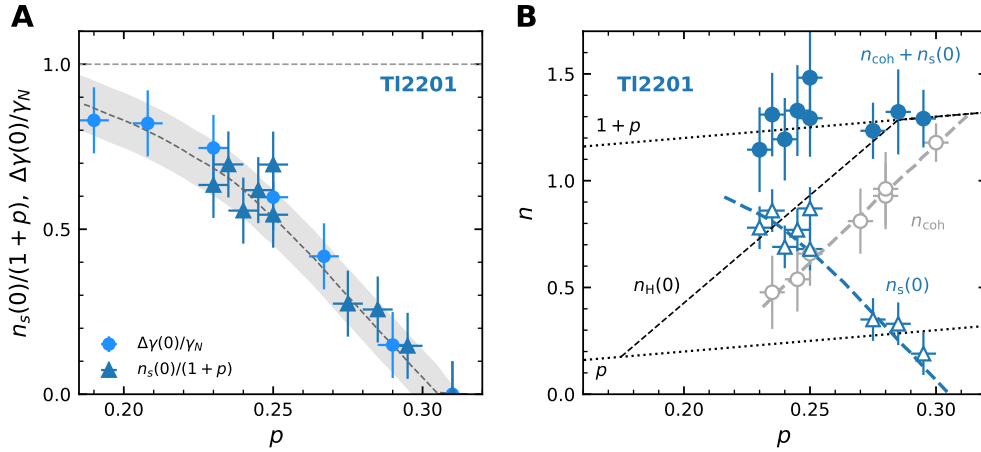 A
n_s(0)/(1 + p), Δγ(0)/γ_N
1.0
0.5
0.0
Tl2201
Δγ(0)/γ_N
n_s(0)/(1 + p)
0.20
0.25
0.30
p
B
n
1.5
1.0
0.5
0.0
n_coh + n_s(0)
Tl2201
1 + p
n_coh
n_H(0)
n_s(0)
p
0.20
0.25
0.30
p